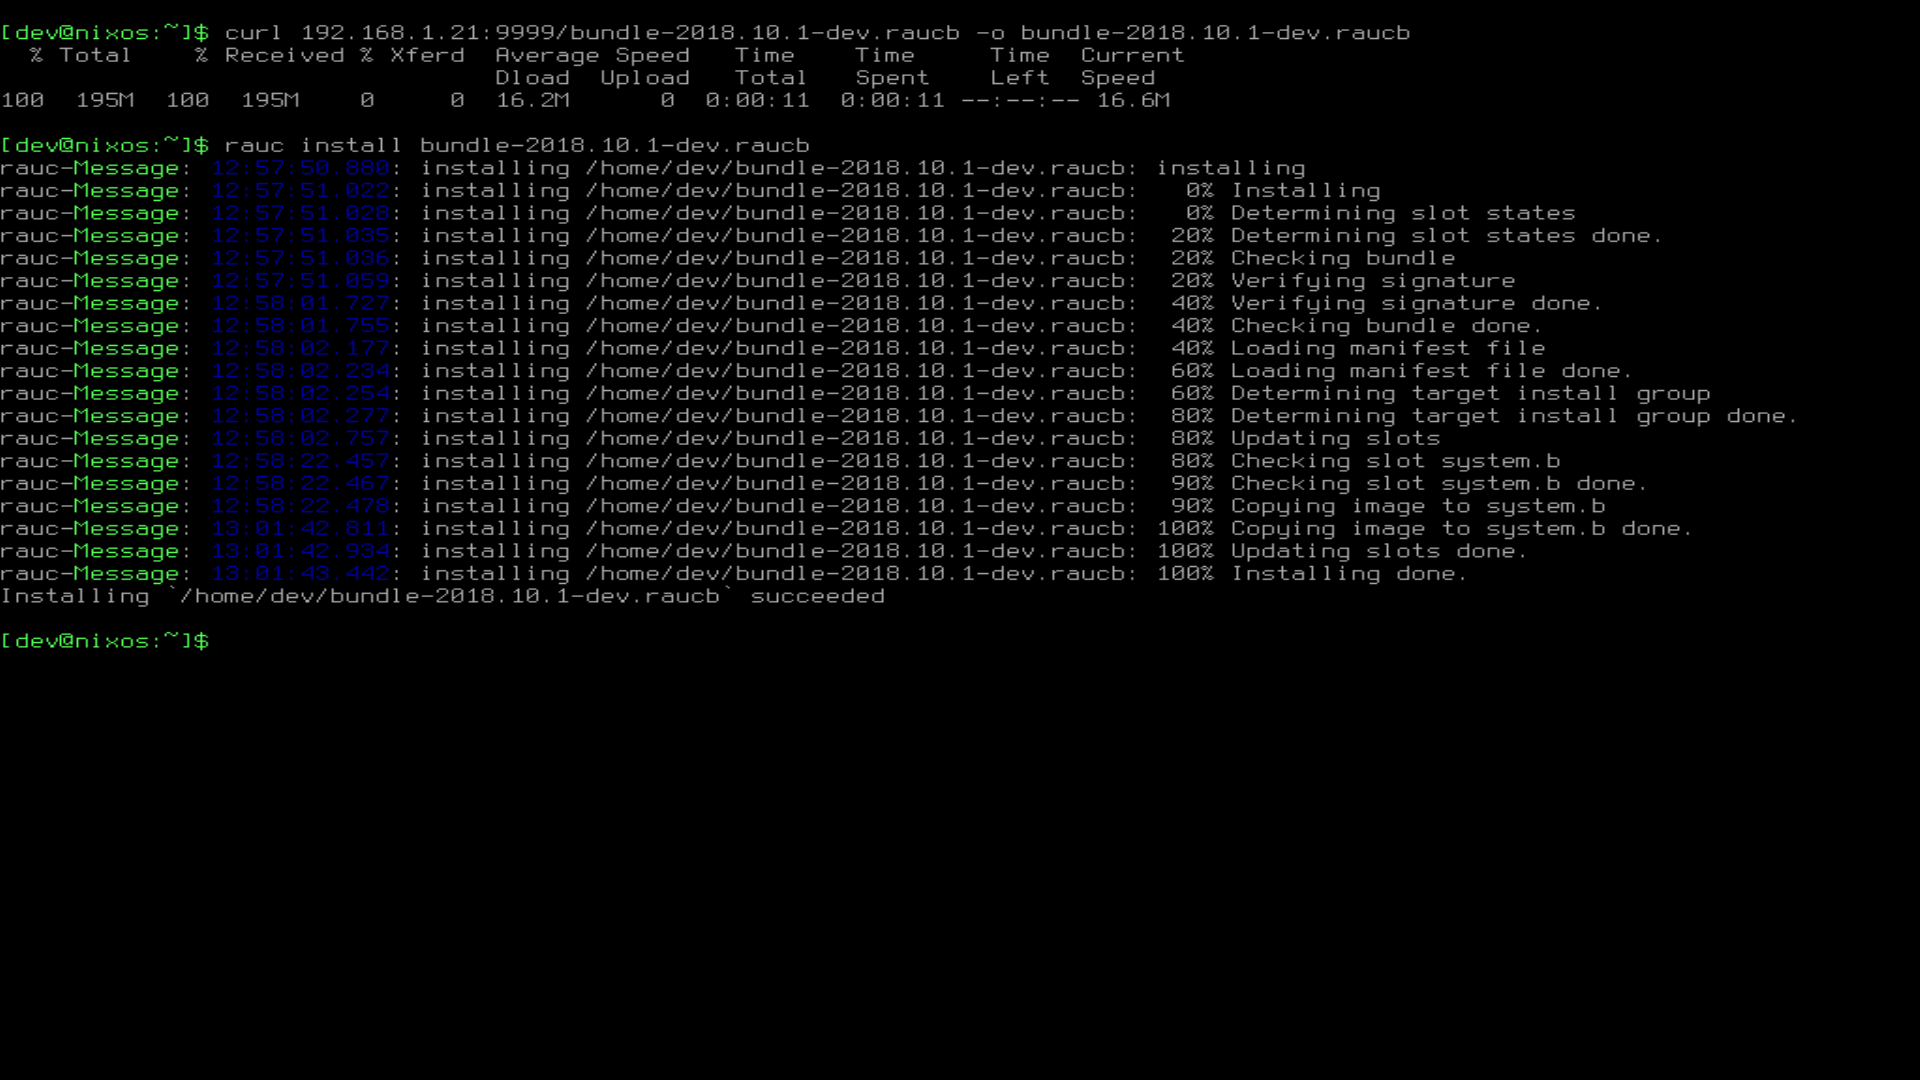 [dev@nixos:~]$ curl 192.168.1.21:9999/bundle-2018.10.1-dev.raucb -o bundle-2018.10.1-dev.raucb
  % Total    % Received % Xferd  Average Speed   Time    Time     Time  Current
                                 Dload  Upload   Total   Spent    Left  Speed
100  195M  100  195M    0     0  16.2M      0  0:00:11  0:00:11 --:--:-- 16.6M

[dev@nixos:~]$ rauc install bundle-2018.10.1-dev.raucb
rauc-Message: 12:57:50.880: installing /home/dev/bundle-2018.10.1-dev.raucb: installing
rauc-Message: 12:57:51.022: installing /home/dev/bundle-2018.10.1-dev.raucb:   0% Installing
rauc-Message: 12:57:51.028: installing /home/dev/bundle-2018.10.1-dev.raucb:   0% Determining slot states
rauc-Message: 12:57:51.035: installing /home/dev/bundle-2018.10.1-dev.raucb:  20% Determining slot states done.
rauc-Message: 12:57:51.036: installing /home/dev/bundle-2018.10.1-dev.raucb:  20% Checking bundle
rauc-Message: 12:57:51.059: installing /home/dev/bundle-2018.10.1-dev.raucb:  20% Verifying signature
rauc-Message: 12:58:01.727: installing /home/dev/bundle-2018.10.1-dev.raucb:  40% Verifying signature done.
rauc-Message: 12:58:01.755: installing /home/dev/bundle-2018.10.1-dev.raucb:  40% Checking bundle done.
rauc-Message: 12:58:02.177: installing /home/dev/bundle-2018.10.1-dev.raucb:  40% Loading manifest file
rauc-Message: 12:58:02.234: installing /home/dev/bundle-2018.10.1-dev.raucb:  60% Loading manifest file done.
rauc-Message: 12:58:02.254: installing /home/dev/bundle-2018.10.1-dev.raucb:  60% Determining target install group
rauc-Message: 12:58:02.277: installing /home/dev/bundle-2018.10.1-dev.raucb:  80% Determining target install group done.
rauc-Message: 12:58:02.757: installing /home/dev/bundle-2018.10.1-dev.raucb:  80% Updating slots
rauc-Message: 12:58:22.457: installing /home/dev/bundle-2018.10.1-dev.raucb:  80% Checking slot system.b
rauc-Message: 12:58:22.467: installing /home/dev/bundle-2018.10.1-dev.raucb:  90% Checking slot system.b done.
rauc-Message: 12:58:22.478: installing /home/dev/bundle-2018.10.1-dev.raucb:  90% Copying image to system.b
rauc-Message: 13:01:42.811: installing /home/dev/bundle-2018.10.1-dev.raucb: 100% Copying image to system.b done.
rauc-Message: 13:01:42.934: installing /home/dev/bundle-2018.10.1-dev.raucb: 100% Updating slots done.
rauc-Message: 13:01:43.442: installing /home/dev/bundle-2018.10.1-dev.raucb: 100% Installing done.
Installing `/home/dev/bundle-2018.10.1-dev.raucb` succeeded

[dev@nixos:~]$